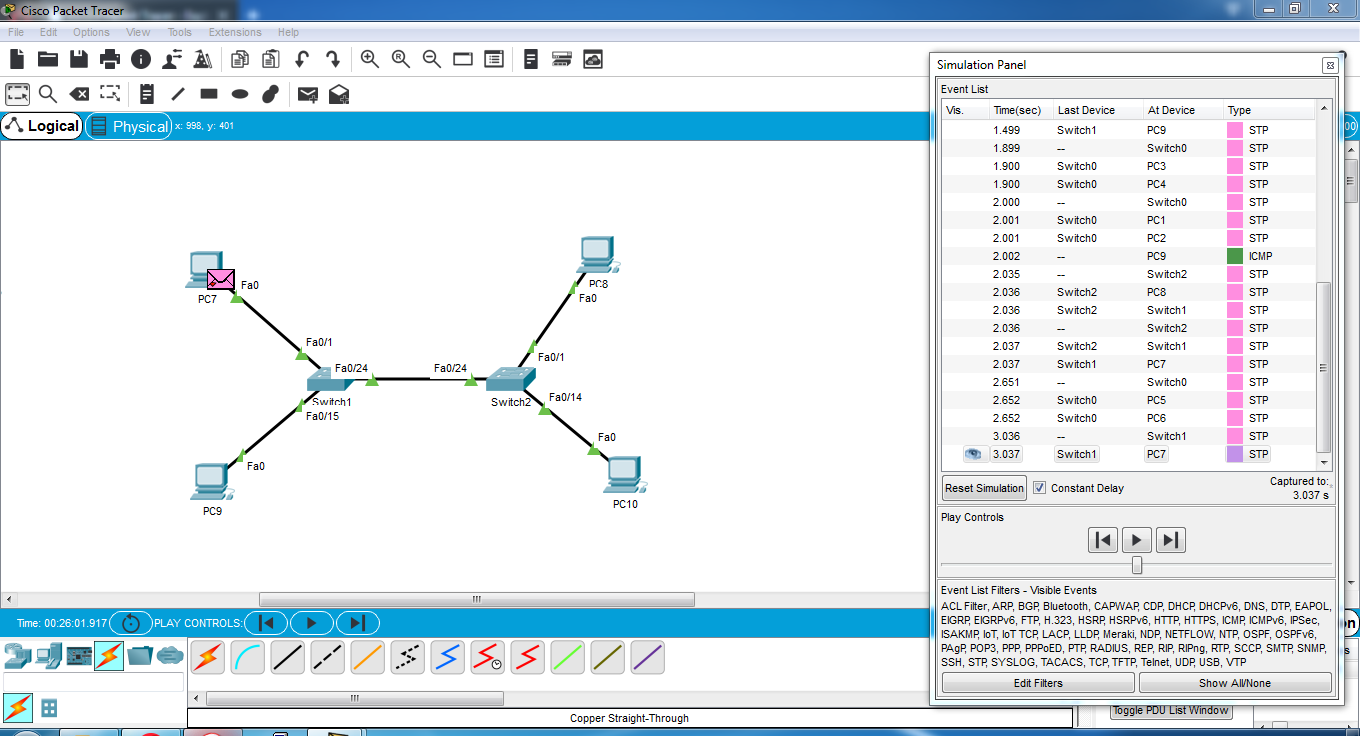 Cisco Packet Tracer
File Edit Options View Tools Extensions Help
Logical
Physical
x: 998, y: 401
PC7
Fa0
Fa0/1
Fa0/24
Switch1
Fa0/15
Fa0
PC9
PC8
Fa0
Fa0/1
Fa0/24
Switch2
Fa0/14
Fa0
PC10
Time: 00:26:01.917
PLAY CONTROLS:
Copper Straight-Through
Simulation Panel
Event List
Vis. Time(sec) Last Device At Device Type
1.499 Switch1 PC9 STP
1.899 -- Switch0 STP
1.900 Switch0 PC3 STP
1.900 Switch0 PC4 STP
2.000 -- Switch0 STP
2.001 Switch0 PC1 STP
2.001 Switch0 PC2 STP
2.002 -- PC9 ICMP
2.035 -- Switch2 STP
2.036 Switch2 PC8 STP
2.036 Switch2 Switch1 STP
2.036 -- Switch2 STP
2.037 Switch2 Switch1 STP
2.037 Switch1 PC7 STP
2.651 -- Switch0 STP
2.652 Switch0 PC5 STP
2.652 Switch0 PC6 STP
3.036 -- Switch1 STP
3.037 Switch1 PC7 STP
Reset Simulation
Constant Delay
Captured to:
3.037 s
Play Controls
Event List Filters - Visible Events
ACL Filter, ARP, BGP, Bluetooth, CAPWAP, CDP, DHCP, DHCPv6, DNS, DTP, EAPOL,
EIGRP, EIGRPv6, FTP, H.323, HSRP, HSRPv6, HTTP, HTTPS, ICMP, ICMPv6, IPSec,
ISAKMP, IoT, IoT TCP, LACP, LLDP, Meraki, NDP, NETFLOW, NTP, OSPF, OSPFv6,
PAgP, POP3, PPP, PPPoED, PTP, RADIUS, REP, RIP, RIPng, RTP, SCCP, SMTP, SNMP,
SSH, STP, SYSLOG, TACACS, TCP, TFTP, Telnet, UDP, USB, VTP
Edit Filters
Show All/None
Toggle PDU List Window